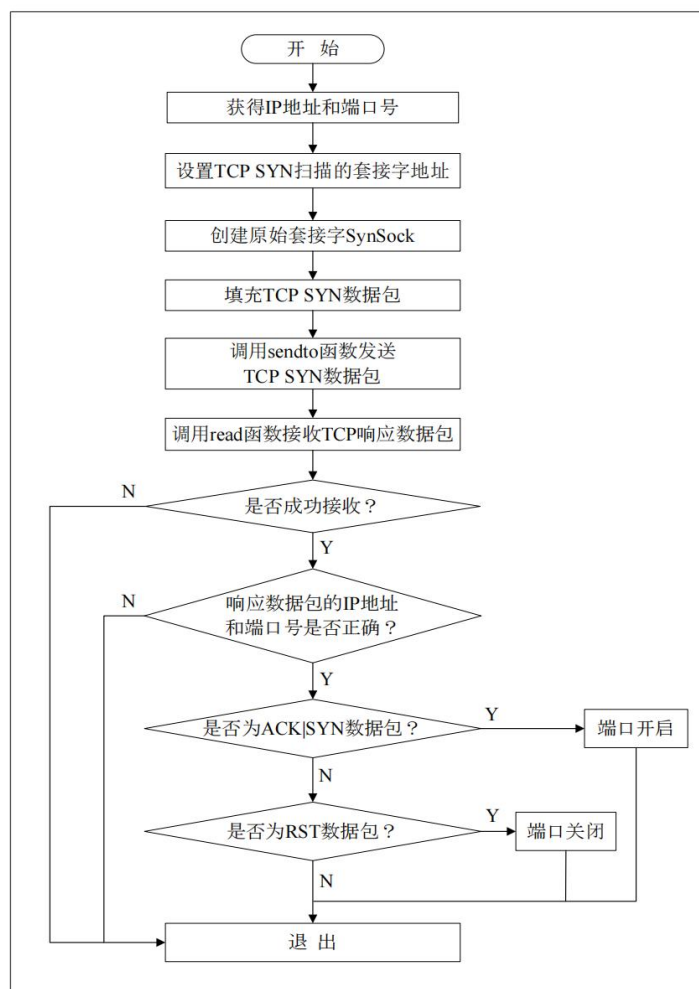 开 始
获得IP地址和端口号
设置TCP SYN扫描的套接字地址
创建原始套接字SynSock
填充TCP SYN数据包
调用sendto函数发送
TCP SYN数据包
调用read函数接收TCP响应数据包
N
是否成功接收？
Y
N
响应数据包的IP地址
和端口号是否正确？
Y
是否为ACK|SYN数据包？
Y
端口开启
N
是否为RST数据包？
Y
端口关闭
N
退 出